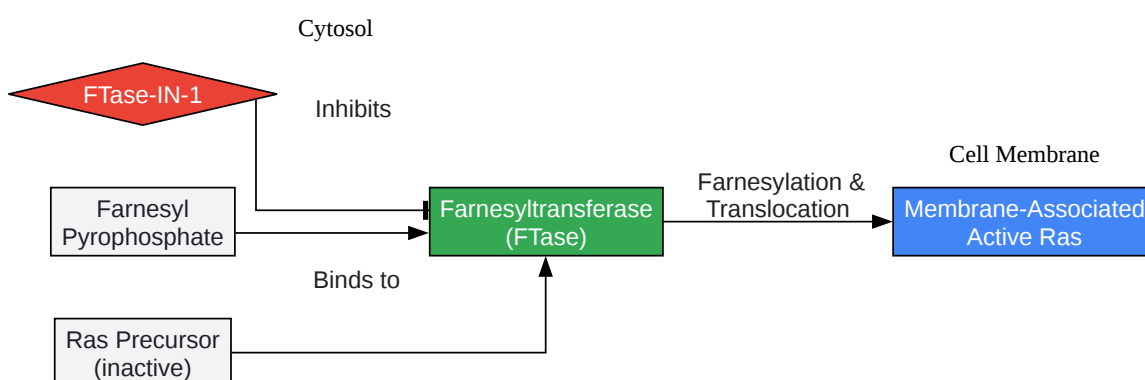 Cytosol
FTase-IN-1
Inhibits
Cell Membrane
Farnesyl
Pyrophosphate
Farnesyltransferase
(FTase)
Farnesylation &
Translocation
Membrane-Associated
Active Ras
Binds to
Ras Precursor
(inactive)